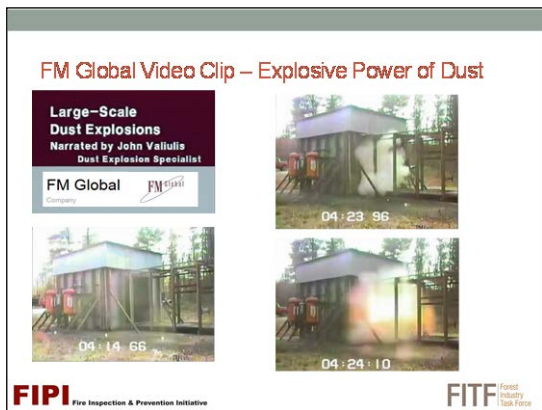 FM Global Video Clip – Explosive Power of Dust
Large-Scale
Dust Explosions
Narrated by John Valiulis
Dust Explosion Specialist
FM Global
Company
FM Global
04:23 96
04:14 66
04:24:10
FIPI Fire Inspection & Prevention Initiative
FITF Forest
Industry
Task Force